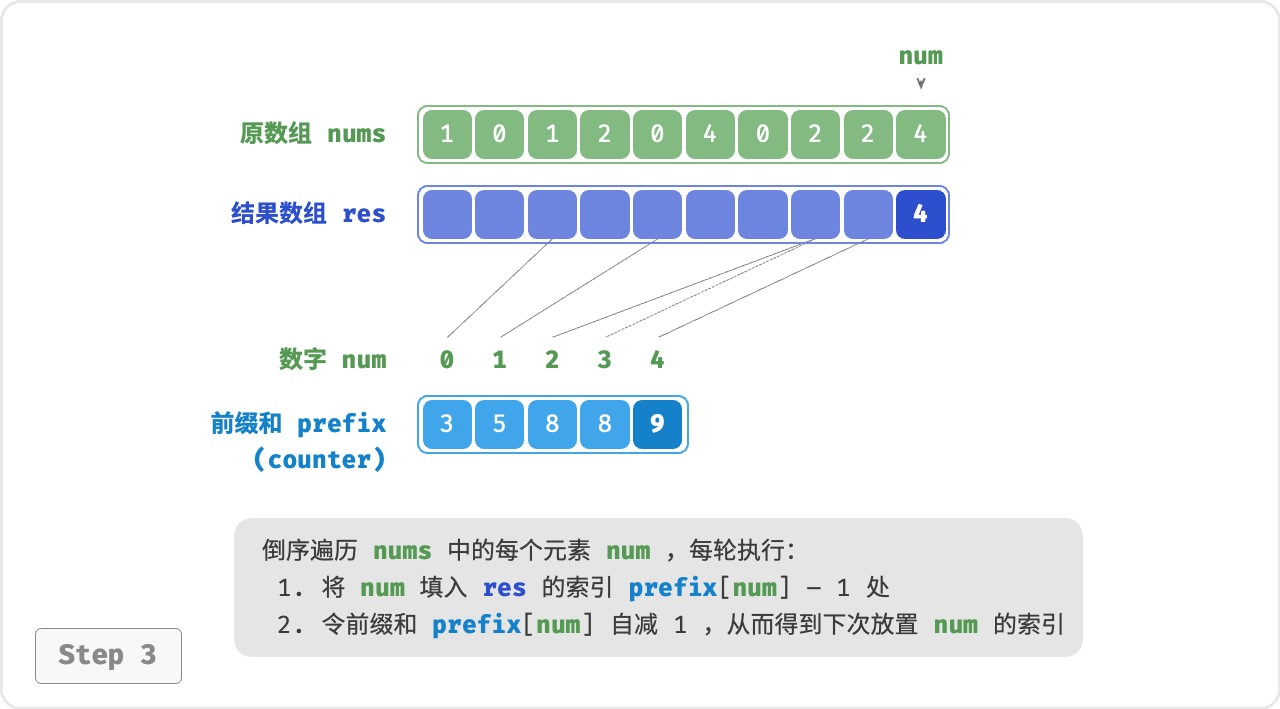 num
原数组 nums 1 0 1 2 0 4 0 2 2 4
结果数组 res 4
数字 num 0 1 2 3 4
前缀和 prefix 3 5 8 8 9
(counter)
倒序遍历 nums 中的每个元素 num ，每轮执行：
1. 将 num 填入 res 的索引 prefix[num] – 1 处
2. 令前缀和 prefix[num] 自减 1 ，从而得到下次放置 num 的索引
Step 3